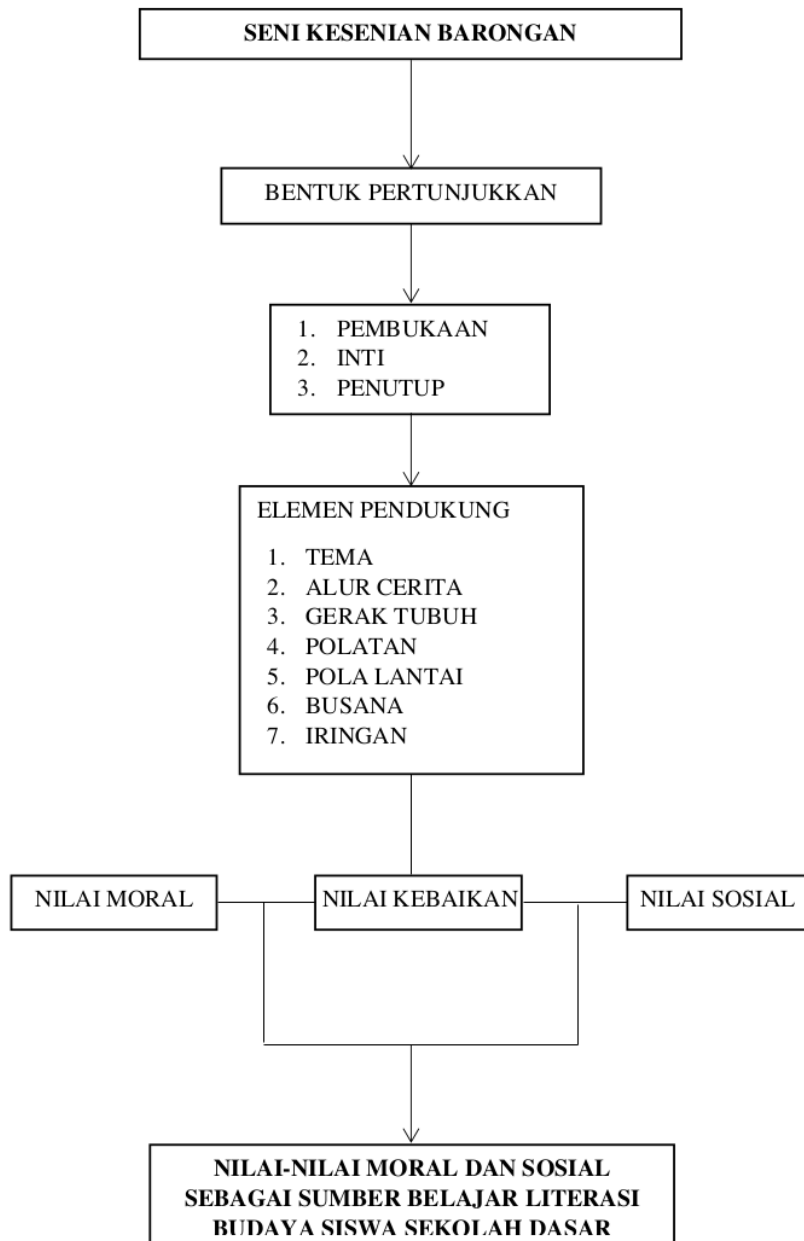 SENI KESENIAN BARONGAN
BENTUK PERTUNJUKKAN
1. PEMBUKAAN
2. INTI
3. PENUTUP
ELEMEN PENDUKUNG
1. TEMA
2. ALUR CERITA
3. GERAK TUBUH
4. POLATAN
5. POLA LANTAI
6. BUSANA
7. IRINGAN
NILAI MORAL
NILAI KEBAIKAN
NILAI SOSIAL
NILAI-NILAI MORAL DAN SOSIAL
SEBAGAI SUMBER BELAJAR LITERASI
BUDAYA SISWA SEKOLAH DASAR